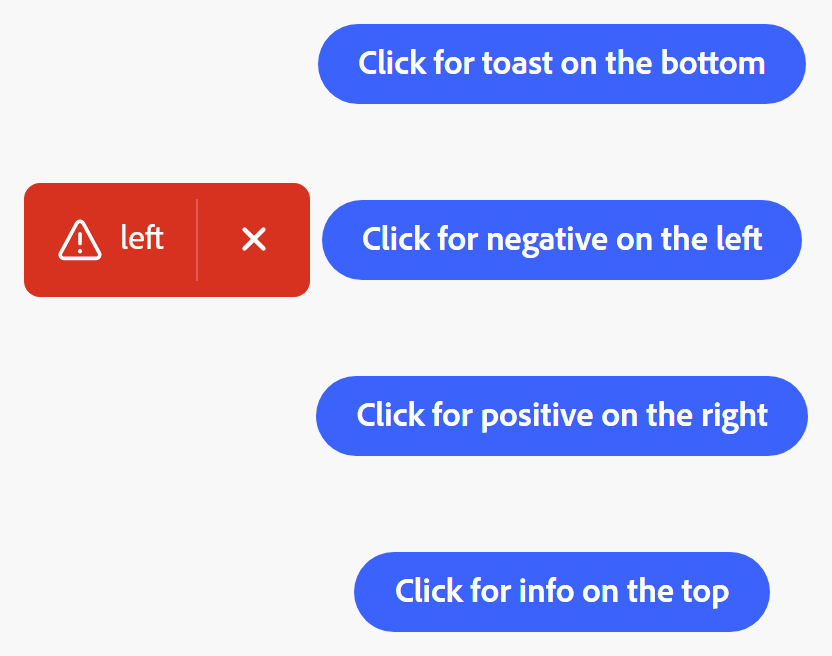 Click for toast on the bottom
left
Click for negative on the left
Click for positive on the right
Click for info on the top